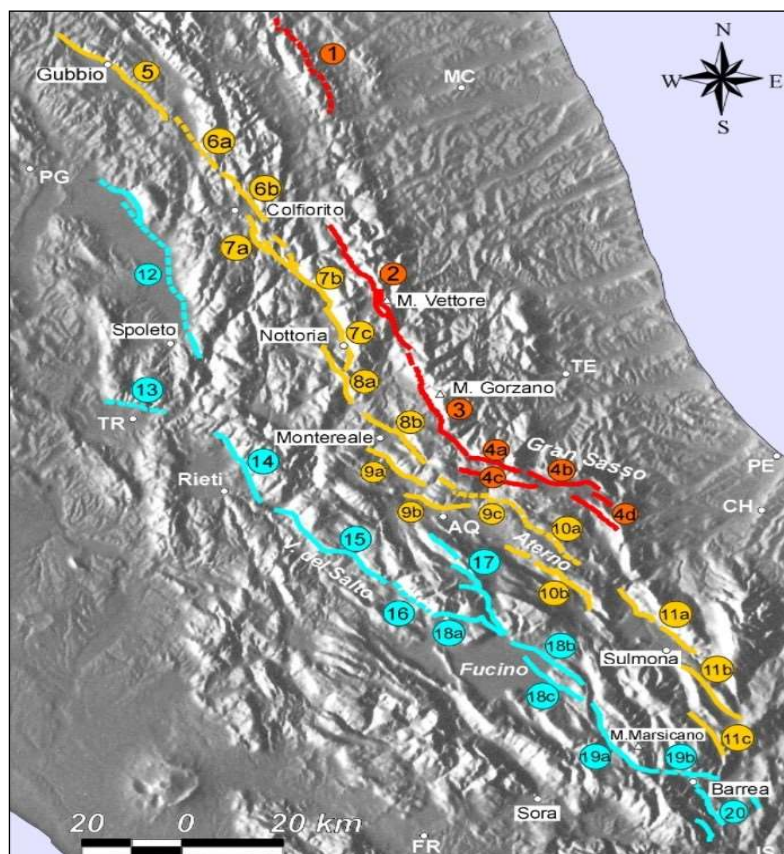 N
1
W E
MC
S
5
Gubbio
6a
PG
6b
Colfiorito
7a
12
7b
2
M. Vettore
Spoleto
Nottoria
7c
TE
13
8a
M. Gorzano
3
TR
8b
Montereale
14
4a
Gran Sasso
PE
Rieti
9a
4c
4b
CH
9b
9c
4d
AQ
10a
15
Aterno
V. del Salto
17
10b
16
11a
18a
18b
Sulmona
Fucino
11b
18c
M.Marsicano
11c
19a
19b
Barrea
Sora
20
20 0 20 km
FR
IS